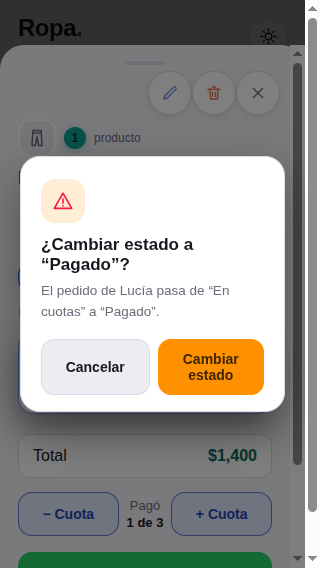 Ropa.
1 producto
¿Cambiar estado a
“Pagado”?
El pedido de Lucía pasa de “En
cuotas” a “Pagado”.
Cancelar
Cambiar
estado
Total $1,400
− Cuota
Pagó
1 de 3
+ Cuota